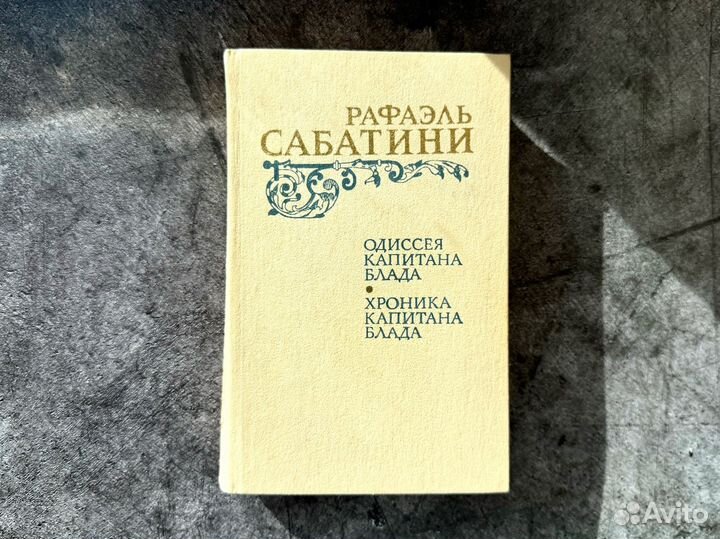 РАФАЭЛЬ
САБАТИНИ
ОДИССЕЯ
КАПИТАНА
БЛАДА
•
ХРОНИКА
КАПИТАНА
БЛАДА
Avito